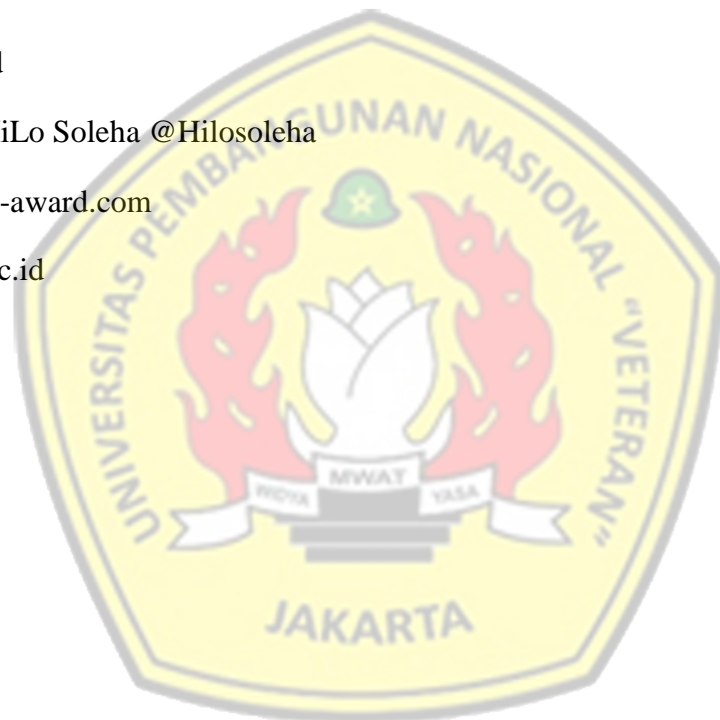 d
iLo Soleha @Hilosoleha
-award.com
c.id
UNIVERSITAS PEMBANGUNAN NASIONAL "VETERAN"
WIDYA MWAT YASA
JAKARTA